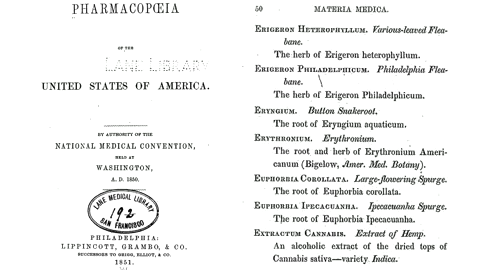 PHARMACOPŒIA
OF THE
LANE LIBRARY
UNITED STATES OF AMERICA.
BY AUTHORITY OF THE
NATIONAL MEDICAL CONVENTION,
HELD AT
WASHINGTON,
A. D. 1850.
LANE MEDICAL LIBRARY
192
SAN FRANCISCO
PHILADELPHIA:
LIPPINCOTT, GRAMBO, & CO.
SUCCESSORS TO GRIGG, ELLIOT, & CO.
1851.
50 MATERIA MEDICA.
ERIGERON HETEROPHYLLUM. Various-leaved Flea-
bane.
The herb of Erigeron heterophyllum.
ERIGERON PHILADELPHICUM. Philadelphia Flea-
bane.
The herb of Erigeron Philadelphicum.
ERYNGIUM. Button Snakeroot.
The root of Eryngium aquaticum.
ERYTHRONIUM. Erythronium.
The root and herb of Erythronium Ameri-
canum (Bigelow, Amer. Med. Botany).
EUPHORBIA COROLLATA. Large-flowering Spurge.
The root of Euphorbia corollata.
EUPHORBIA IPECACUANHA. Ipecacuanha Spurge.
The root of Euphorbia Ipecacuanha.
EXTRACTUM CANNABIS. Extract of Hemp.
An alcoholic extract of the dried tops of
Cannabis sativa—variety Indica.